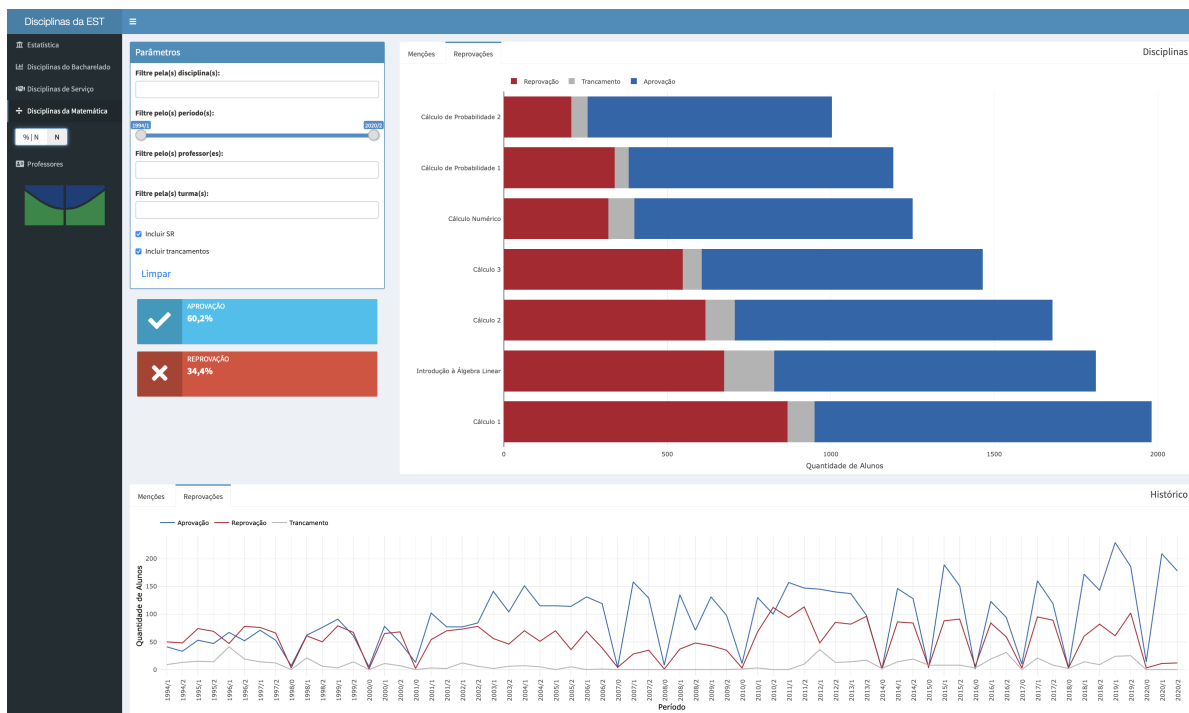 Disciplinas da EST
Estatística
Disciplinas do Bacharelado
Disciplinas de Serviço
Disciplinas da Matemática
% | N N
Professores
Parâmetros
Filtre pela(s) disciplina(s):
Filtre pelo(s) período(s):
1994/1 2020/2
Filtre pelo(s) professor(es):
Filtre pela(s) turma(s):
Incluir SR
Incluir trancamentos
Limpar
APROVAÇÃO
60,2%
REPROVAÇÃO
34,4%
Menções Reprovações Disciplinas
Reprovação Trancamento Aprovação
Cálculo de Probabilidade 2
Cálculo de Probabilidade 1
Cálculo Numérico
Cálculo 3
Cálculo 2
Introdução à Álgebra Linear
Cálculo 1
0 500 1000 1500 2000
Quantidade de Alunos
Menções Reprovações Histórico
Aprovação Reprovação Trancamento
Quantidade de Alunos
200
150
100
50
0
1994/1 1994/2 1995/1 1995/2 1996/1 1996/2 1997/1 1997/2 1998/0 1998/1 1998/2 1999/1 1999/2 2000/0 2000/1 2000/2 2001/0 2001/1 2001/2 2002/1 2002/2 2003/1 2003/2 2004/1 2004/2 2005/1 2005/2 2006/1 2006/2 2007/0 2007/1 2007/2 2008/0 2008/1 2008/2 2009/1 2009/2 2010/0 2010/1 2010/2 2011/1 2011/2 2012/1 2012/2 2013/1 2013/2 2014/0 2014/1 2014/2 2015/0 2015/1 2015/2 2016/0 2016/1 2016/2 2017/0 2017/1 2017/2 2018/0 2018/1 2018/2 2019/1 2019/2 2020/0 2020/1 2020/2
Período